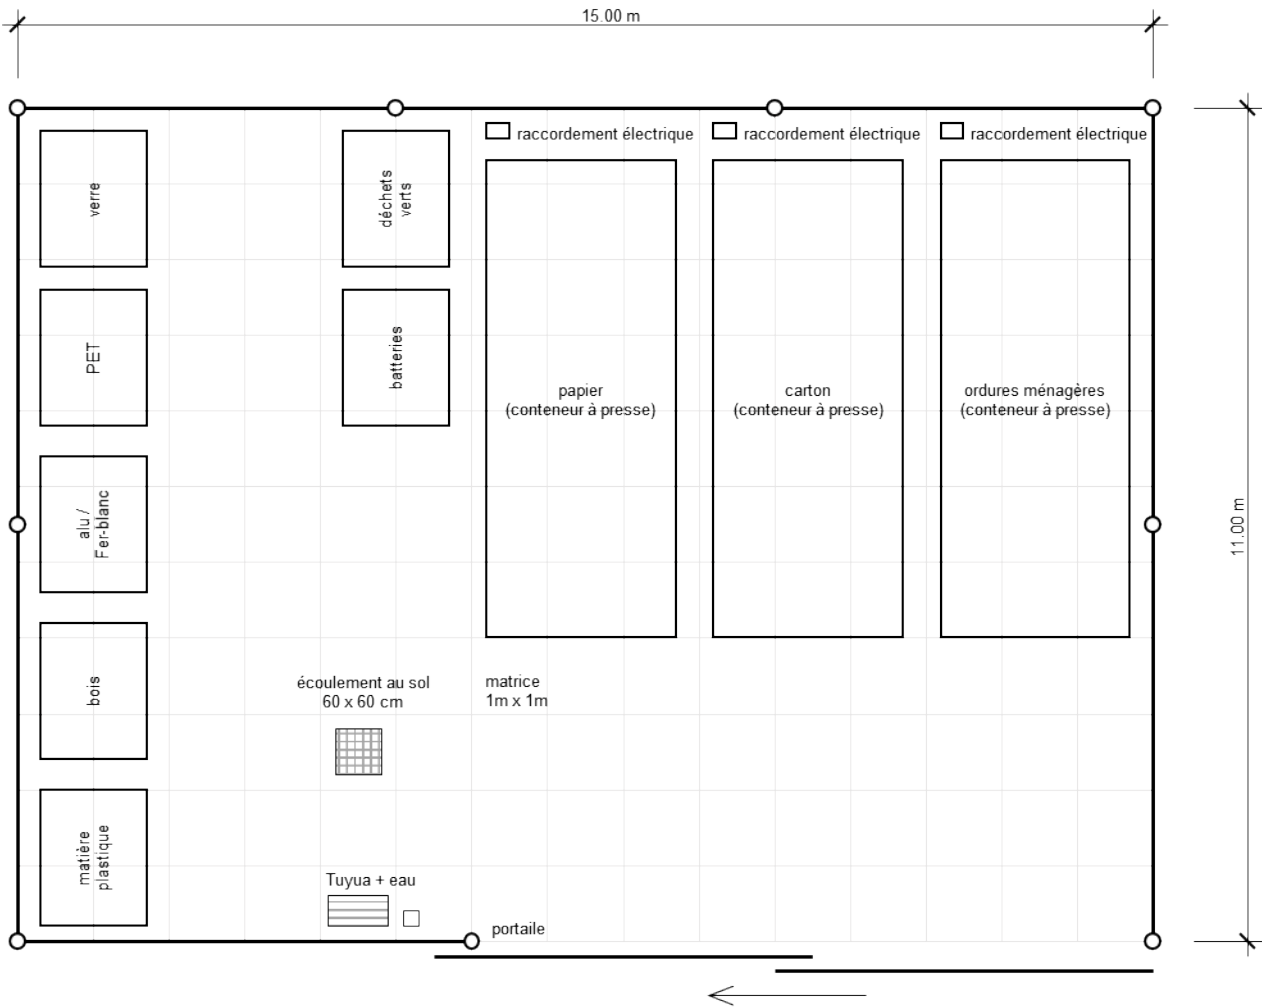 15.00 m
raccordement électrique
raccordement électrique
raccordement électrique
verre
déchets
verts
PET
batteries
papier
(conteneur à presse)
carton
(conteneur à presse)
ordures ménagères
(conteneur à presse)
alu /
Fer-blanc
11.00 m
bois
écoulement au sol
60 x 60 cm
matrice
1m x 1m
matière
plastique
Tuyua + eau
portaile